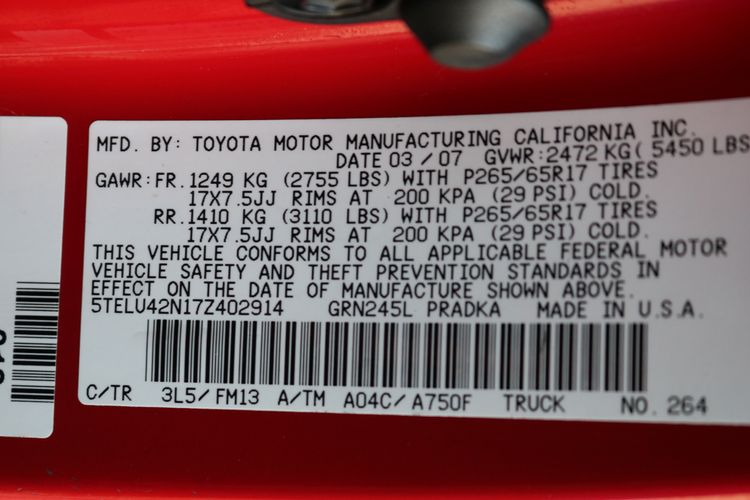 MFD. BY: TOYOTA MOTOR MANUFACTURING CALIFORNIA INC.
DATE 03 / 07 GVWR: 2472 KG ( 5450 LBS
GAWR: FR. 1249 KG (2755 LBS) WITH P265/65R17 TIRES
17X7.5JJ RIMS AT 200 KPA (29 PSI) COLD.
RR. 1410 KG (3110 LBS) WITH P265/65R17 TIRES
17X7.5JJ RIMS AT 200 KPA (29 PSI) COLD.
THIS VEHICLE CONFORMS TO ALL APPLICABLE FEDERAL MOTOR
VEHICLE SAFETY AND THEFT PREVENTION STANDARDS IN
EFFECT ON THE DATE OF MANUFACTURE SHOWN ABOVE.
5TELU42N17Z402914 GRN245L PRADKA MADE IN U.S.A.
C/TR 3L5/FM13 A/TM A04C/A750F TRUCK NO. 264